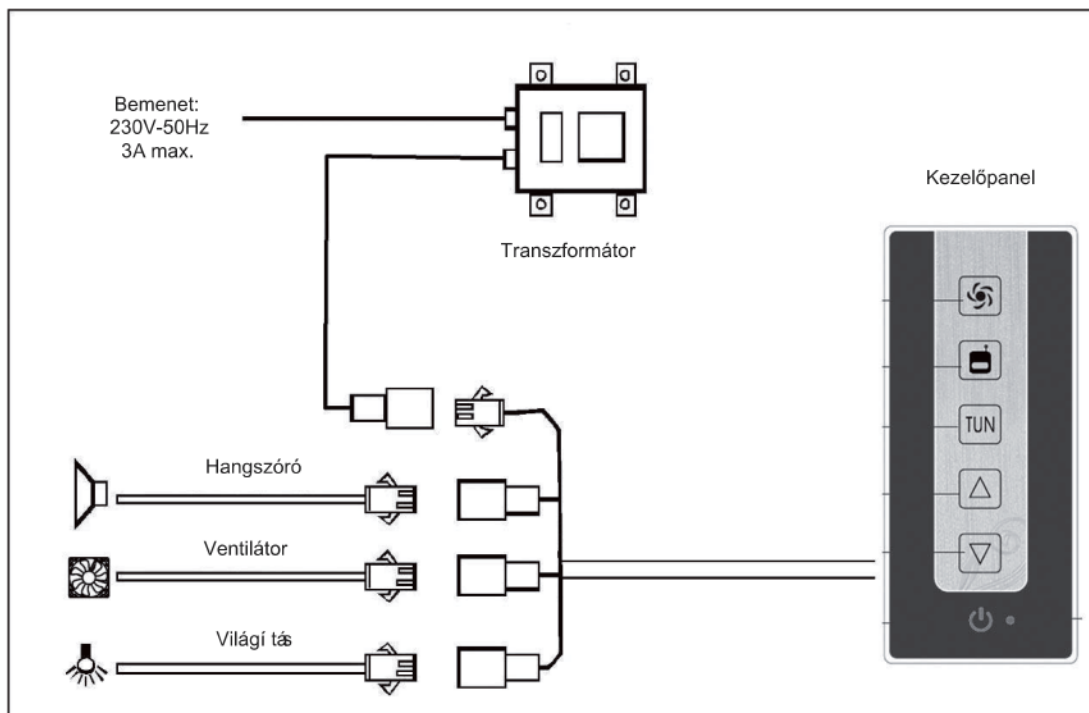 Bemenet:
230V-50Hz
3A max.
Transzformátor
Kezelőpanel
TUN
Hangszóró
Ventilátor
Világí tás